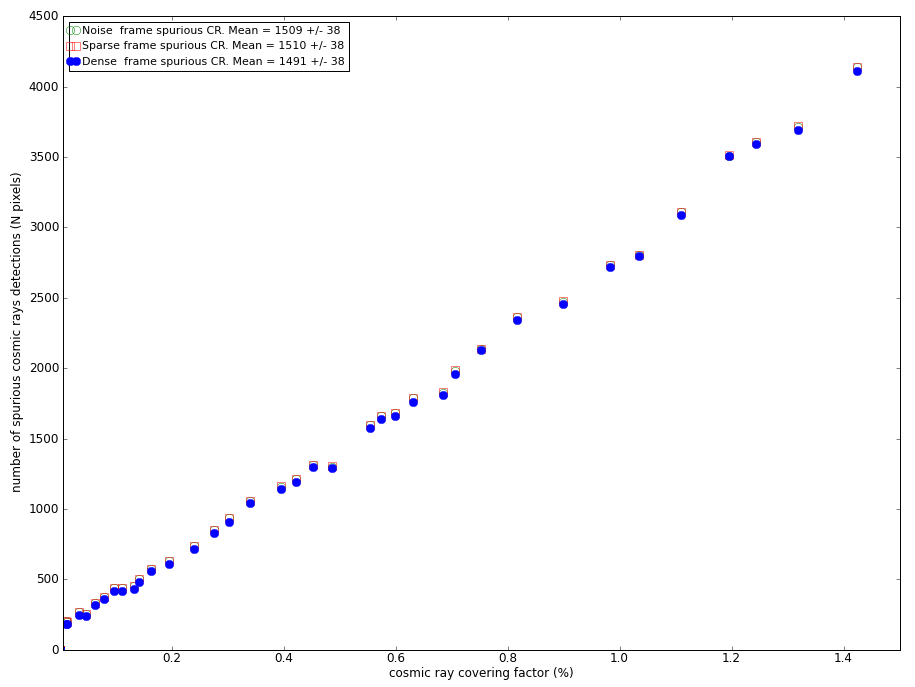 4500
Noise  frame spurious CR. Mean = 1509 +/- 38
Sparse frame spurious CR. Mean = 1510 +/- 38
Dense  frame spurious CR. Mean = 1491 +/- 38
4000
3500
3000
2500
2000
1500
1000
500
0
number of spurious cosmic rays detections (N pixels)
0.2 0.4 0.6 0.8 1.0 1.2 1.4
cosmic ray covering factor (%)